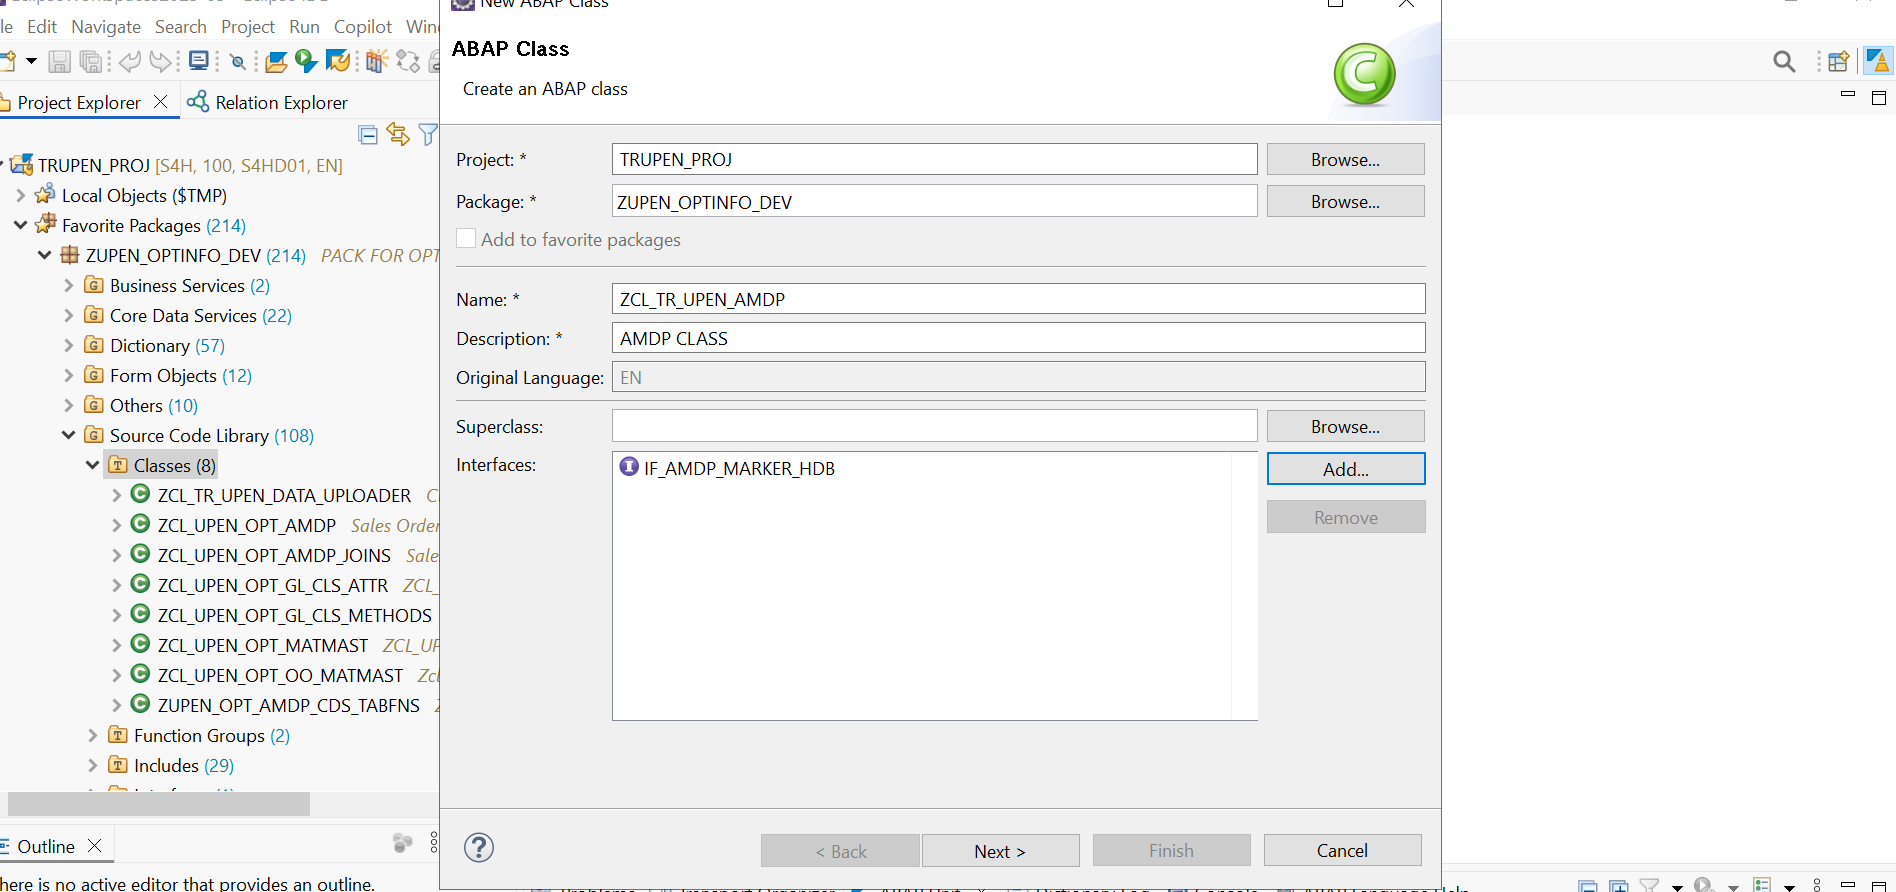 New ABAP Class
le Edit Navigate Search Project Run Copilot Win
ABAP Class
Create an ABAP class
Project Explorer
Relation Explorer
TRUPEN_PROJ [S4H, 100, S4HD01, EN]
Local Objects ($TMP)
Favorite Packages (214)
ZUPEN_OPTINFO_DEV (214) PACK FOR OPT
Business Services (2)
Core Data Services (22)
Dictionary (57)
Form Objects (12)
Others (10)
Source Code Library (108)
Classes (8)
ZCL_TR_UPEN_DATA_UPLOADER C
ZCL_UPEN_OPT_AMDP Sales Order
ZCL_UPEN_OPT_AMDP_JOINS Sale
ZCL_UPEN_OPT_GL_CLS_ATTR ZCL_
ZCL_UPEN_OPT_GL_CLS_METHODS
ZCL_UPEN_OPT_MATMAST ZCL_UP
ZCL_UPEN_OPT_OO_MATMAST Zcl
ZUPEN_OPT_AMDP_CDS_TABFNS Z
Function Groups (2)
Includes (29)
Outline
here is no active editor that provides an outline.
Project: * TRUPEN_PROJ Browse...
Package: * ZUPEN_OPTINFO_DEV Browse...
Add to favorite packages
Name: * ZCL_TR_UPEN_AMDP
Description: * AMDP CLASS
Original Language: EN
Superclass: Browse...
Interfaces: IF_AMDP_MARKER_HDB Add...
Remove
< Back Next > Finish Cancel